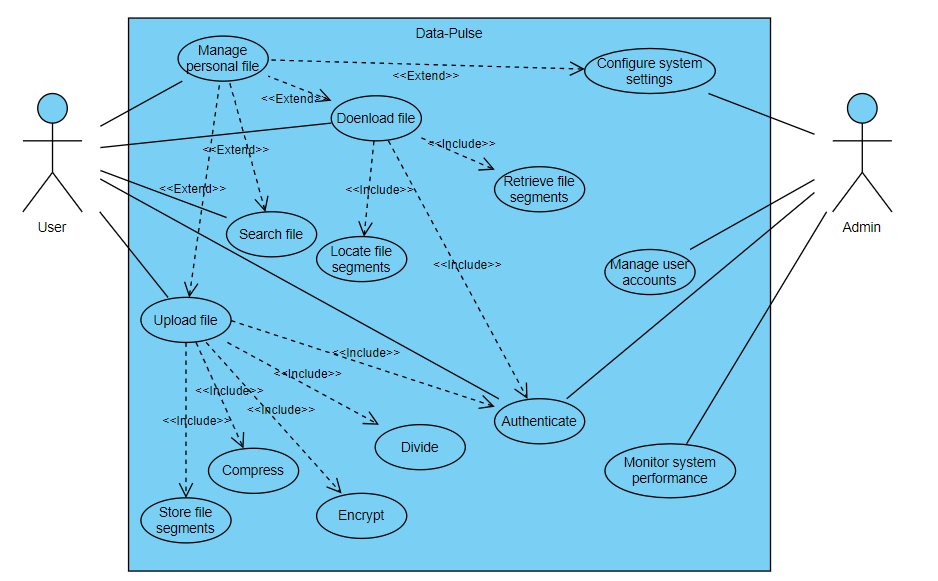 Data-Pulse
Manage
personal file
Configure system
settings
<<Extend>>
<<Extend>>
Doenload file
<<Include>>
<<Extend>>
Retrieve file
segments
<<Extend>>
<<Include>>
User
Admin
Search file
Locate file
segments
<<Include>>
Manage user
accounts
Upload file
<<Include>>
<<Include>>
<<Include>>
<<Include>>
<<Include>>
Authenticate
Divide
Compress
Monitor system
performance
Store file
segments
Encrypt